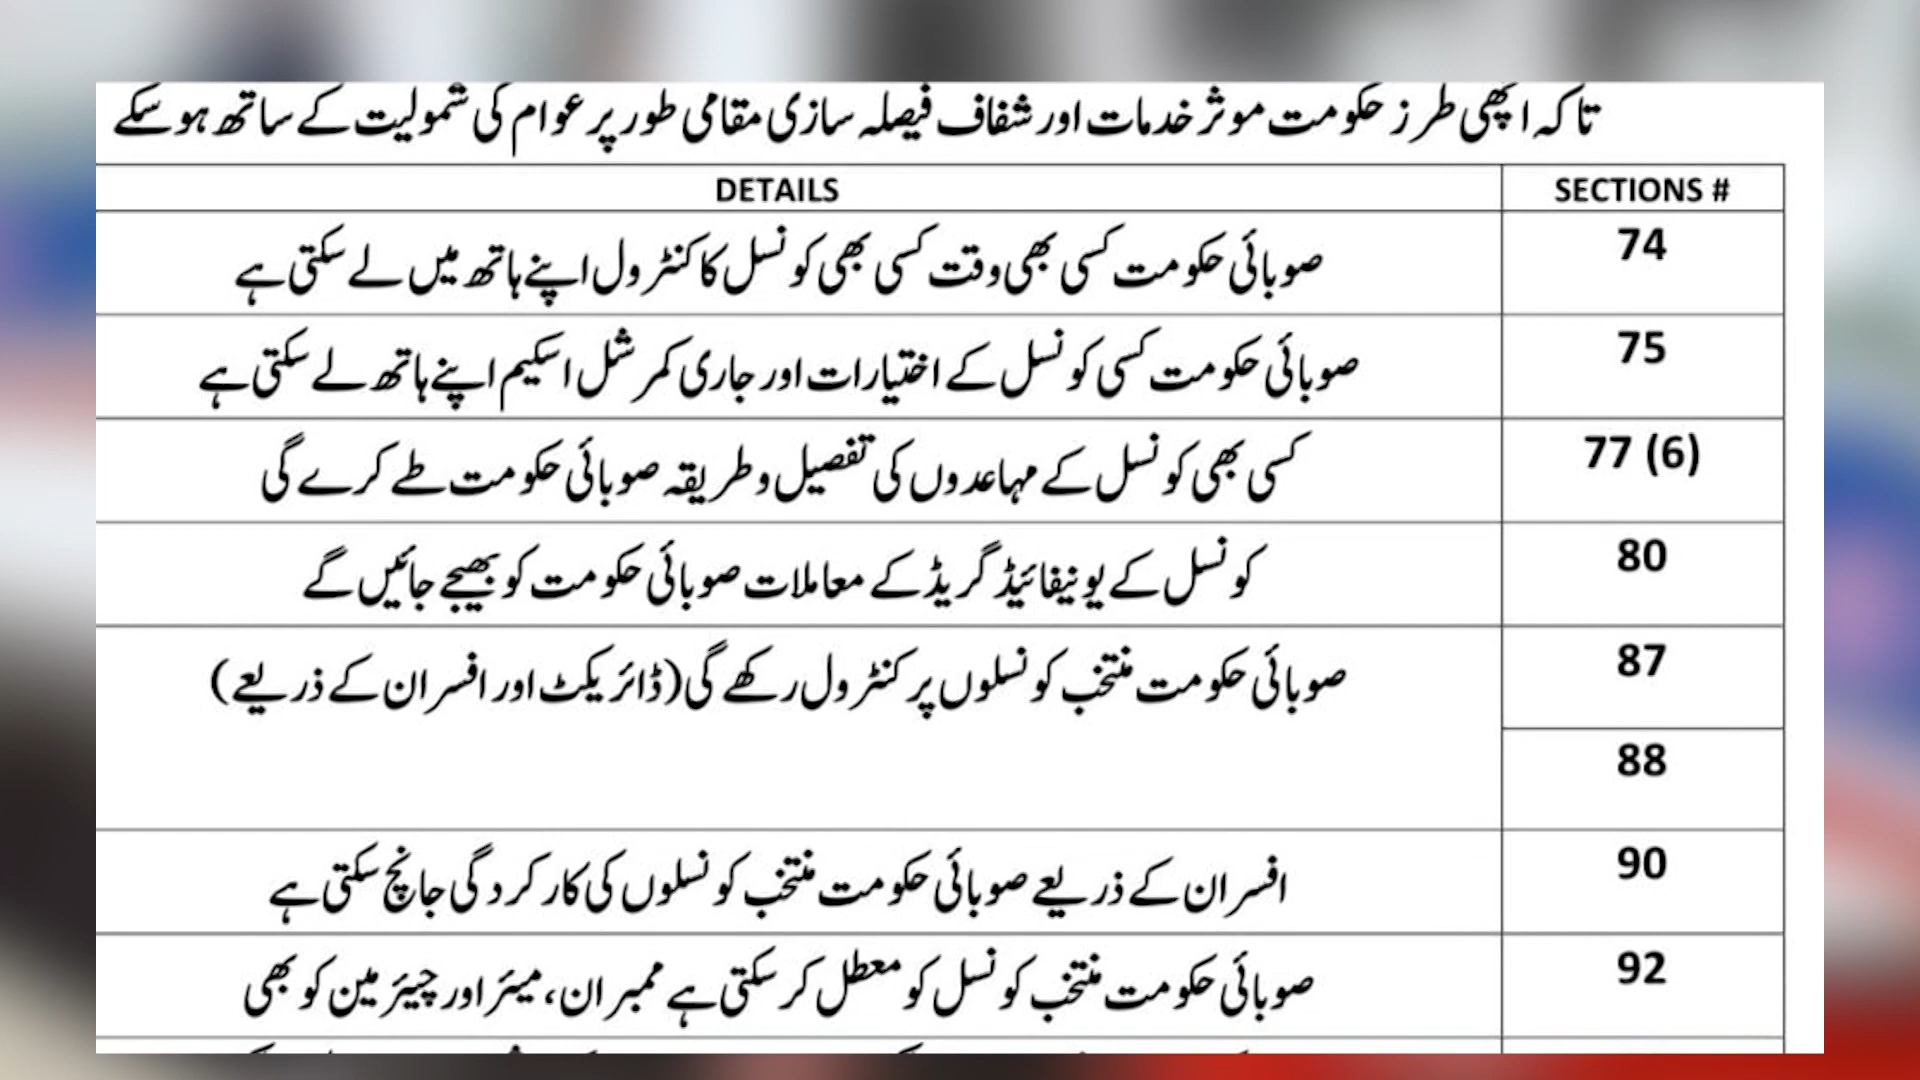 تاکہ اچھی طرز حکومت موثر خدمات اور شفاف فیصلہ سازی مقامی طور پر عوام کی شمولیت کے ساتھ ہو سکے
SECTIONS # DETAILS
74 صوبائی حکومت کسی بھی وقت کسی بھی کونسل کا کنٹرول اپنے ہاتھ میں لے سکتی ہے
75 صوبائی حکومت کسی کونسل کے اختیارات اور جاری کمرشل اسکیم اپنے ہاتھ لے سکتی ہے
77 (6) کسی بھی کونسل کے مہاعدوں کی تفصیل و طریقہ صوبائی حکومت طے کرے گی
80 کونسل کے یونیفائیڈ گریڈ کے معاملات صوبائی حکومت کو بھیجے جائیں گے
87 صوبائی حکومت منتخب کونسلوں پر کنٹرول رکھے گی (ڈائریکٹ اور افسران کے ذریعے)
88
90 افسران کے ذریعے صوبائی حکومت منتخب کونسلوں کی کارکردگی جانچ سکتی ہے
92 صوبائی حکومت منتخب کونسل کو معطل کر سکتی ہے ممبران، میئر اور چیئرمین کو بھی